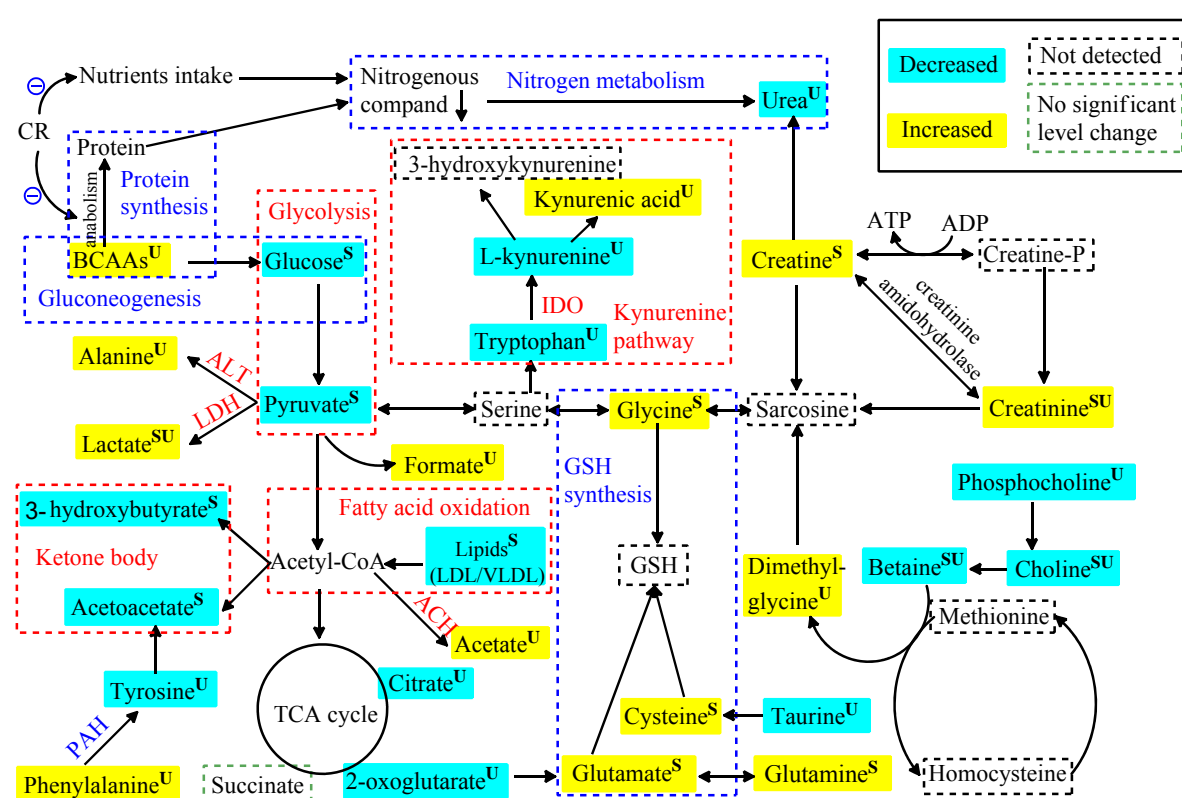 Decreased
Not detected
Increased
No significant
level change
Nutrients intake
Nitrogenous
compand
Nitrogen metabolism
Urea U
CR
Protein
Protein
synthesis
anabolism
BCAAs U
Gluconeogenesis
Glycolysis
Glucose S
3-hydroxykynurenine
Kynurenic acid U
L-kynurenine U
IDO
Kynurenine
pathway
Tryptophan U
ATP
ADP
Creatine S
Creatine-P
creatinine
amidohydrolase
Alanine U
ALT
LDH
Lactate SU
Pyruvate S
Serine
Glycine S
Sarcosine
Creatinine SU
Formate U
GSH
synthesis
Phosphocholine U
3-hydroxybutyrate S
Ketone body
Acetoacetate S
Fatty acid oxidation
Acetyl-CoA
Lipids S
(LDL/VLDL)
ACH
Acetate U
GSH
Dimethyl-
glycine U
Betaine SU
Choline SU
Methionine
Tyrosine U
PAH
Phenylalanine U
TCA cycle
Citrate U
Succinate
2-oxoglutarate U
Cysteine S
Taurine U
Glutamate S
Glutamine S
Homocysteine